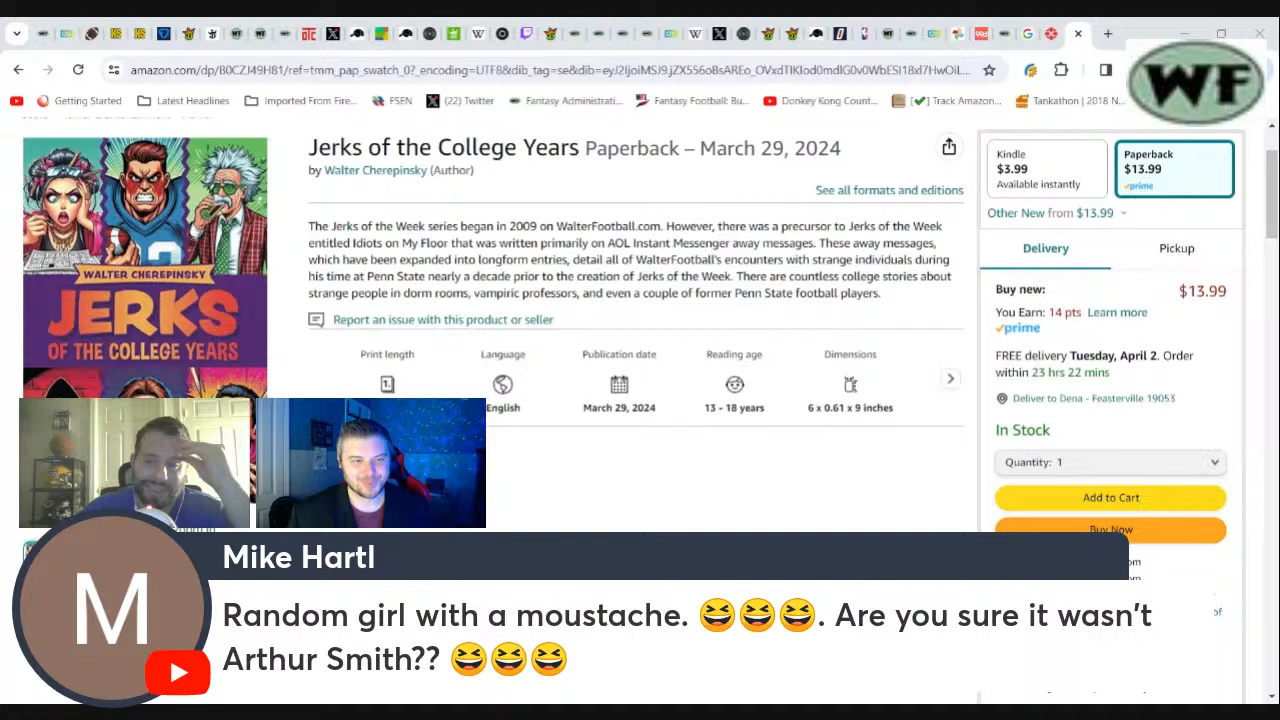 amazon.com/dp/B0CZJ49H81/ref=tmm_pap_swatch_0?_encoding=UTF8&dib_tag=se&dib=
WF
Getting Started
Latest Headlines
Imported From Fire...
FSEN
(22) Twitter
Fantasy Administrati...
Fantasy Football: Bu...
Donkey Kong Count...
[✔] Track Amazon...
Tankathon | 2018 N...
WALTER CHEREPINSKY
JERKS
OF THE COLLEGE YEARS
Jerks of the College Years Paperback – March 29, 2024
by Walter Cherepinsky (Author)
See all formats and editions
The Jerks of the Week series began in 2009 on WalterFootball.com. However, there was a precursor to Jerks of the Week
entitled Idiots on My Floor that was written primarily on AOL Instant Messenger away messages. These away messages,
which have been expanded into longform entries, detail all of WalterFootball's encounters with strange individuals during
his time at Penn State nearly a decade prior to the creation of Jerks of the Week. There are countless college stories about
strange people in dorm rooms, vampiric professors, and even a couple of former Penn State football players.
Report an issue with this product or seller
Print length
Language
Publication date
Reading age
Dimensions
English
March 29, 2024
13 - 18 years
6 x 0.61 x 9 inches
Kindle
$3.99
Available instantly
Paperback
$13.99
prime
Other New from $13.99
Delivery
Pickup
Buy new:
$13.99
You Earn: 14 pts Learn more
prime
FREE delivery Tuesday, April 2. Order
within 23 hrs 22 mins
Deliver to Dena - Feasterville 19053
In Stock
Quantity: 1
Add to Cart
Buy Now
M
Mike Hartl
Random girl with a moustache. 😆😆😆. Are you sure it wasn't
Arthur Smith?? 😆😆😆